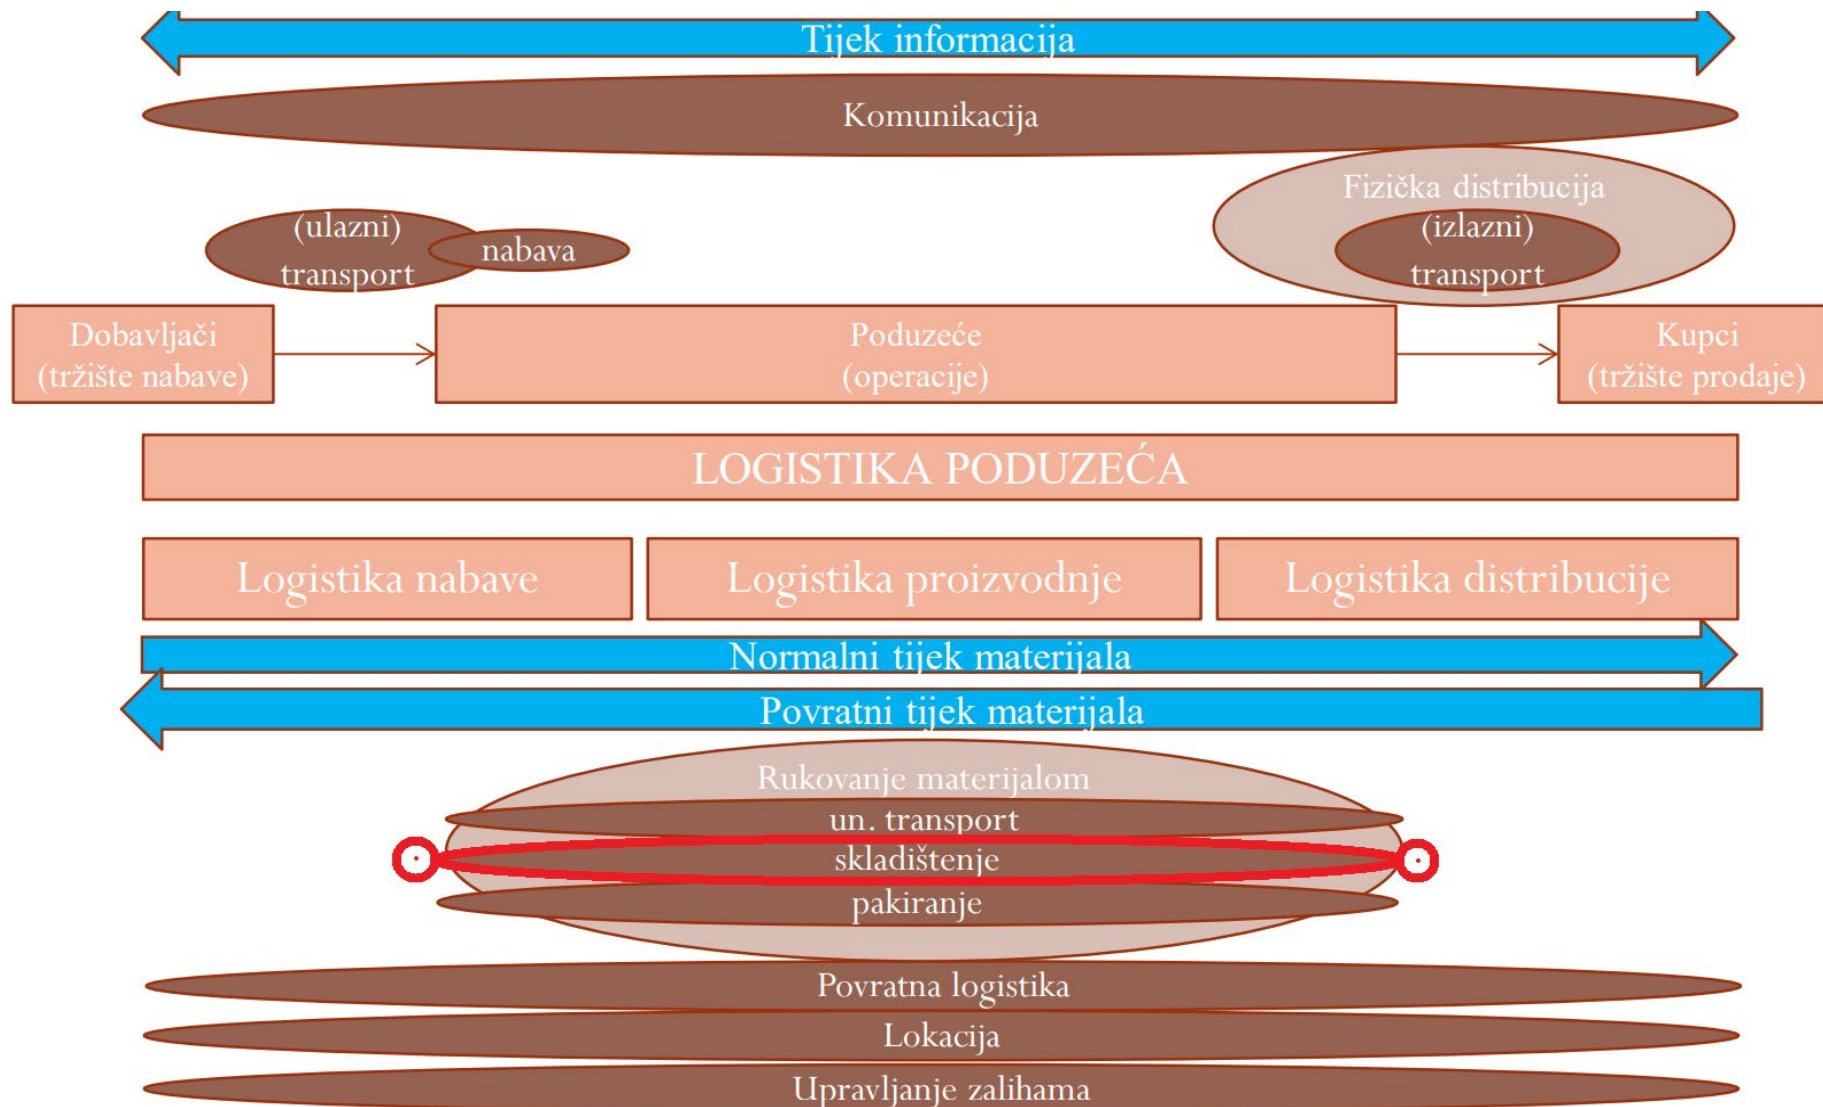 Tijek informacija
Komunikacija
Fizička distribucija
(ulazni)
transport
nabava
(izlazni)
transport
Dobavljači
(tržište nabave)
Poduzeće
(operacije)
Kupci
(tržište prodaje)
LOGISTIKA PODUZEĆA
Logistika nabave
Logistika proizvodnje
Logistika distribucije
Normalni tijek materijala
Povratni tijek materijala
Rukovanje materijalom
un. transport
skladištenje
pakiranje
Povratna logistika
Lokacija
Upravljanje zalihama